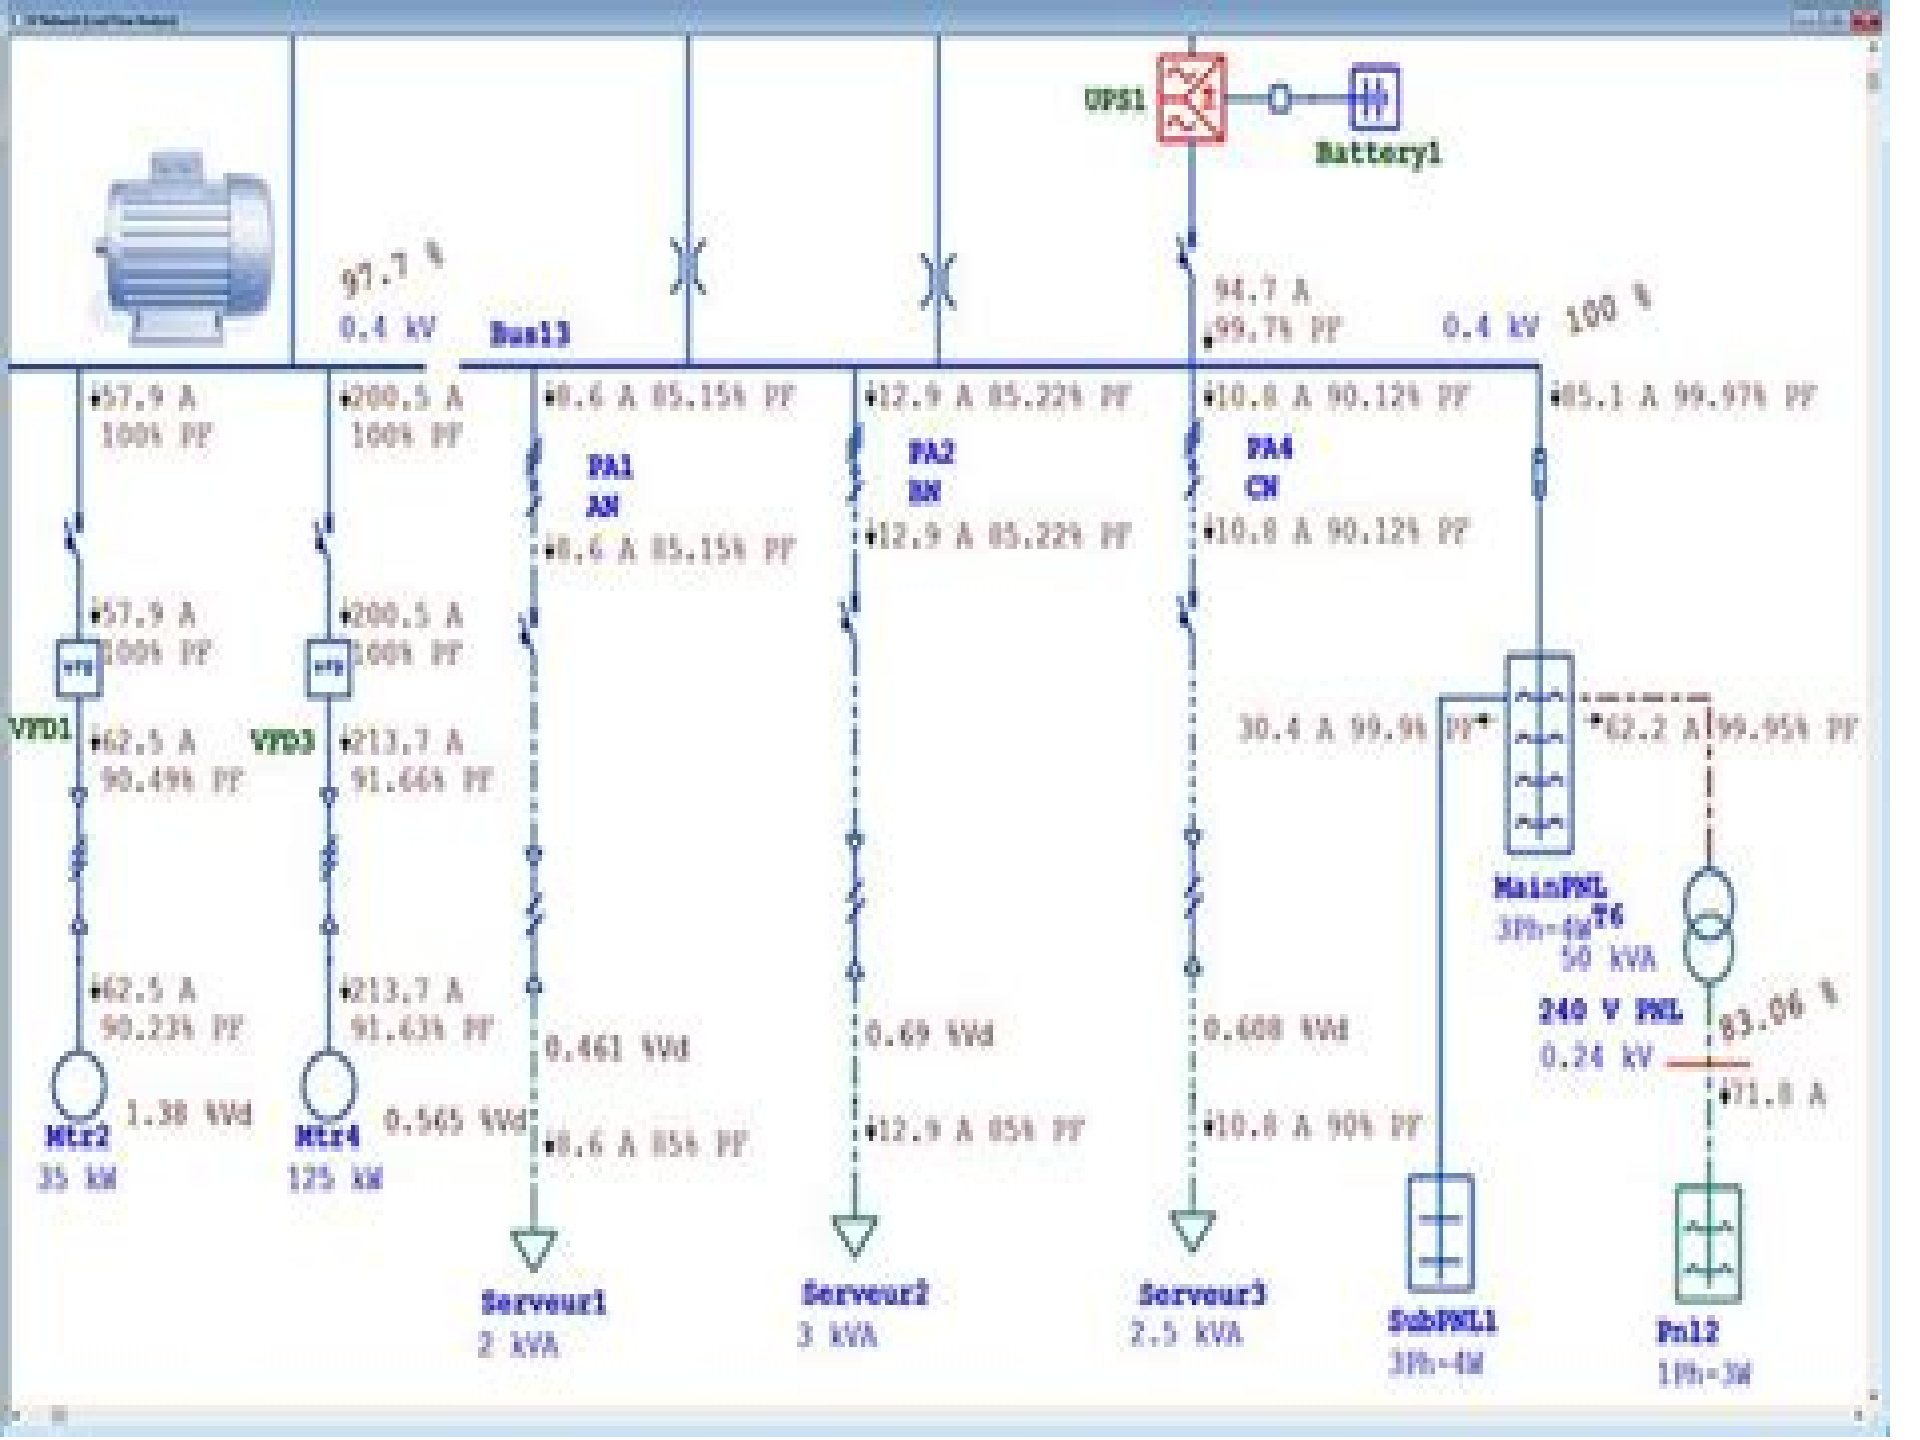 UPS1
Battery1
97.7 %
0.4 kV
Bus13
94.7 A
99.7% PF
0.4 kV
100 %
57.9 A
100% PF
200.5 A
100% PF
8.6 A 85.15% PF
12.9 A 85.22% PF
10.8 A 90.12% PF
85.1 A 99.97% PF
PA1
AN
PA2
BN
PA4
CN
8.6 A 85.15% PF
12.9 A 85.22% PF
10.8 A 90.12% PF
57.9 A
100% PF
200.5 A
100% PF
VFD1
62.5 A
90.49% PF
VFD3
213.7 A
91.66% PF
30.4 A 99.9% PF
62.2 A 99.95% PF
MainPNL
3Ph-4W
T6
50 kVA
62.5 A
90.23% PF
213.7 A
91.63% PF
240 V PNL
0.24 kV
83.06 %
71.8 A
0.461 %Vd
0.69 %Vd
0.608 %Vd
1.38 %Vd
0.565 %Vd
Mtr2
35 kW
Mtr4
125 kW
8.6 A 85% PF
12.9 A 85% PF
10.8 A 90% PF
Serveur1
2 kVA
Serveur2
3 kVA
Serveur3
2.5 kVA
SubPNL1
3Ph-4W
Pnl2
1Ph-3W